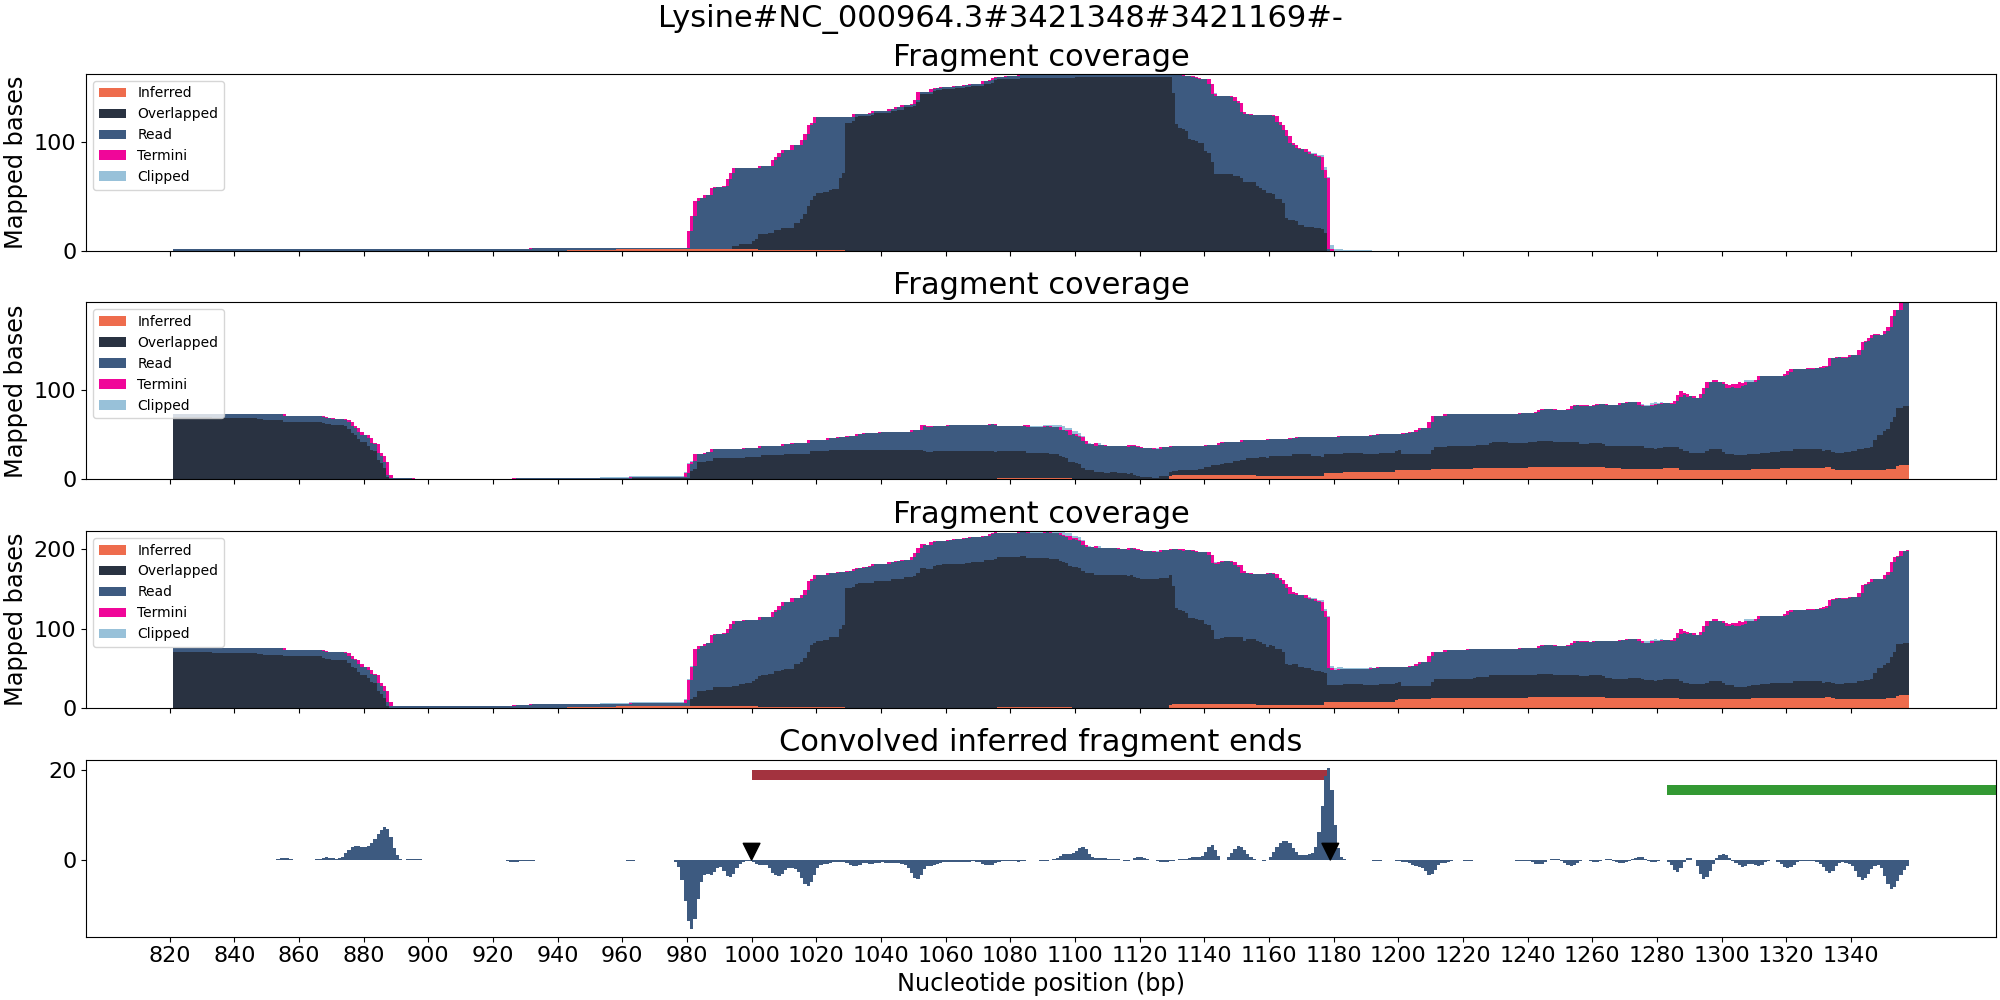 Lysine#NC_000964.3#3421348#3421169#-
Fragment coverage
Mapped bases
100
0
Inferred
Overlapped
Read
Termini
Clipped
Fragment coverage
Mapped bases
100
0
Inferred
Overlapped
Read
Termini
Clipped
Fragment coverage
Mapped bases
200
100
0
Inferred
Overlapped
Read
Termini
Clipped
Convolved inferred fragment ends
20
0
820 840 860 880 900 920 940 960 980 1000 1020 1040 1060 1080 1100 1120 1140 1160 1180 1200 1220 1240 1260 1280 1300 1320 1340
Nucleotide position (bp)